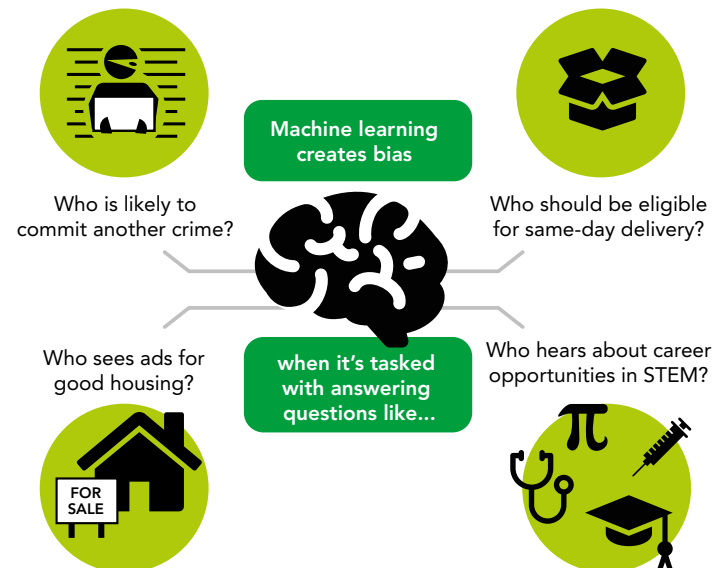 Machine learning
creates bias
Who is likely to
commit another crime?
Who should be eligible
for same-day delivery?
when it's tasked
with answering
questions like...
Who sees ads for
good housing?
Who hears about career
opportunities in STEM?
FOR
SALE
π